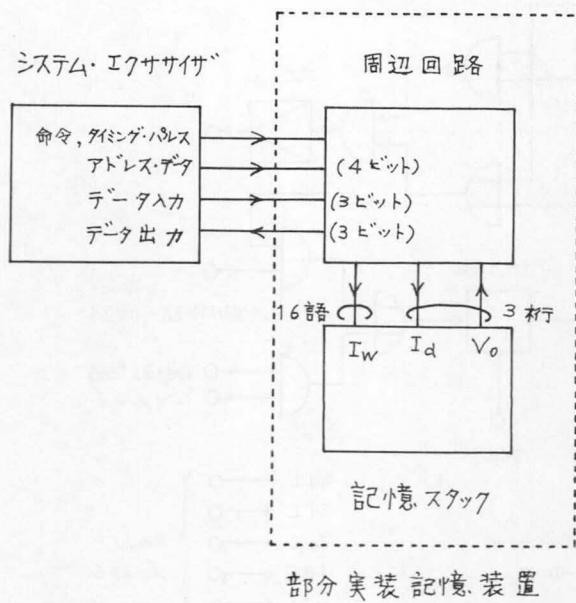 システム・エクササイザ
周辺回路
命令,タイミング・パルス
アドレス・データ
(4ビット)
データ入力
(3ビット)
データ出力
(3ビット)
16語
3桁
Iw
Id
Vo
記憶スタック
部分実装記憶装置